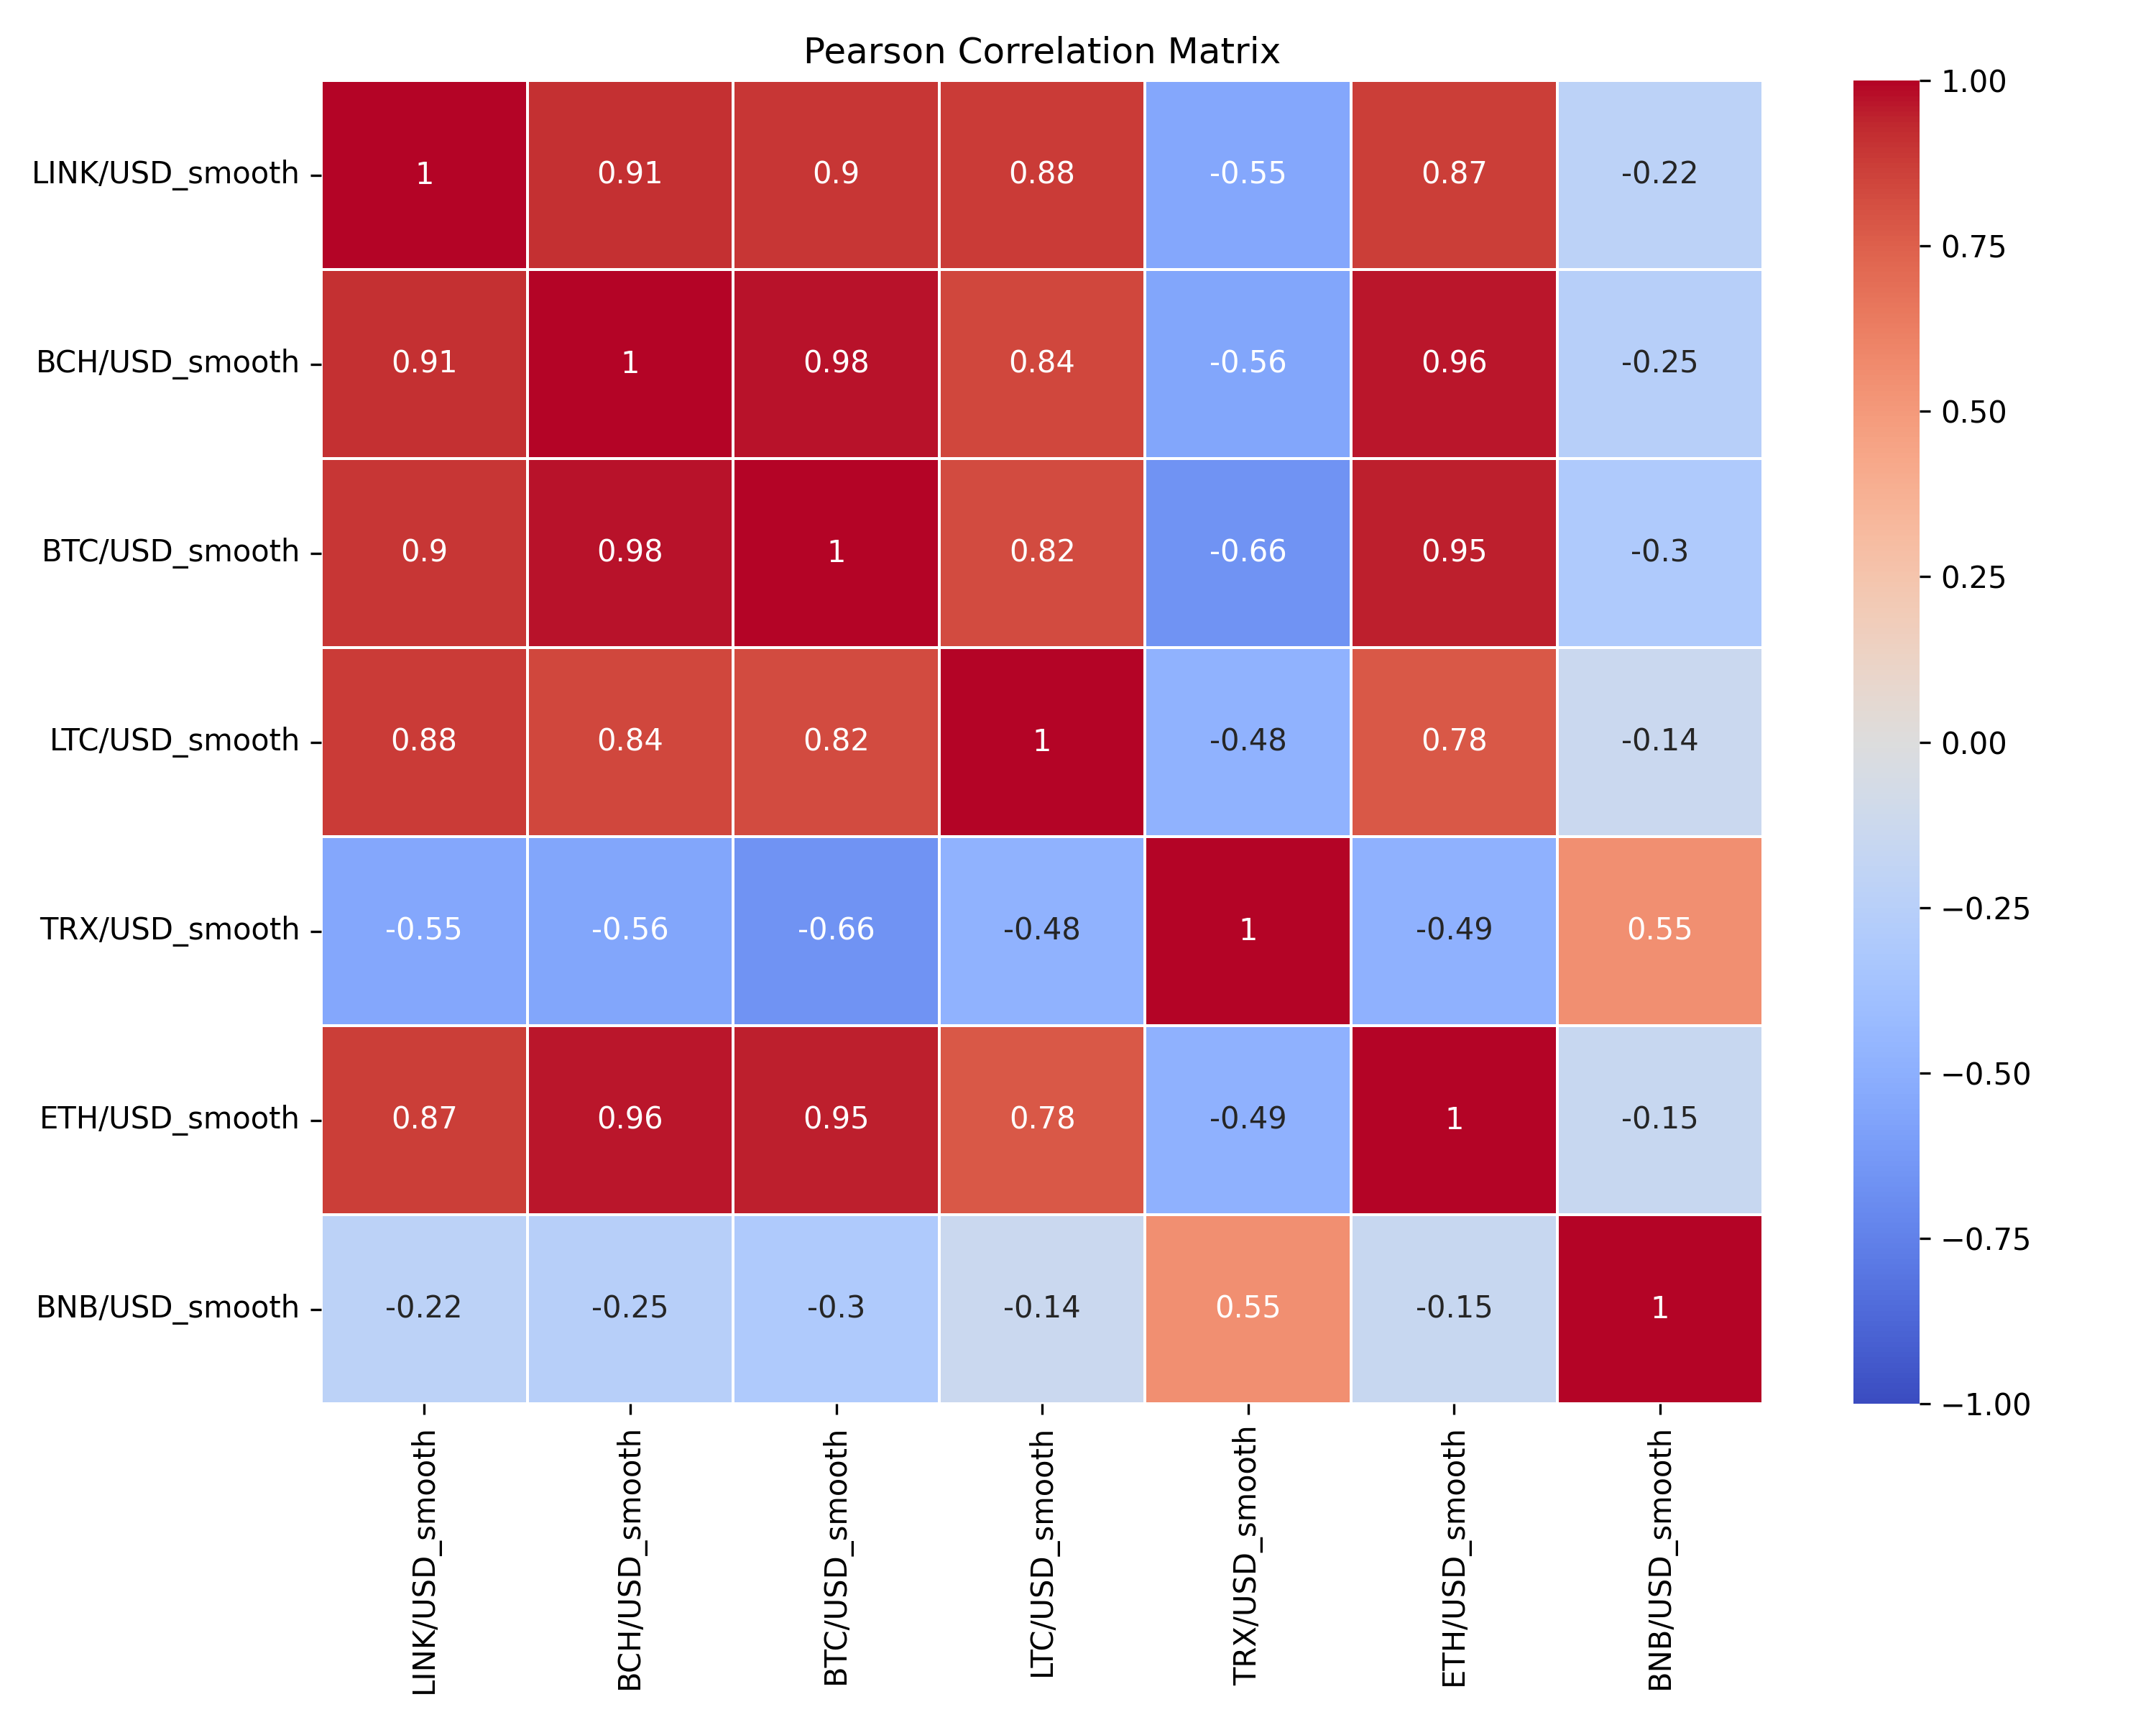 Pearson Correlation Matrix
LINK/USD_smooth 1 0.91 0.9 0.88 -0.55 0.87 -0.22
BCH/USD_smooth 0.91 1 0.98 0.84 -0.56 0.96 -0.25
BTC/USD_smooth 0.9 0.98 1 0.82 -0.66 0.95 -0.3
LTC/USD_smooth 0.88 0.84 0.82 1 -0.48 0.78 -0.14
TRX/USD_smooth -0.55 -0.56 -0.66 -0.48 1 -0.49 0.55
ETH/USD_smooth 0.87 0.96 0.95 0.78 -0.49 1 -0.15
BNB/USD_smooth -0.22 -0.25 -0.3 -0.14 0.55 -0.15 1
LINK/USD_smooth
BCH/USD_smooth
BTC/USD_smooth
LTC/USD_smooth
TRX/USD_smooth
ETH/USD_smooth
BNB/USD_smooth
1.00
0.75
0.50
0.25
0.00
−0.25
−0.50
−0.75
−1.00